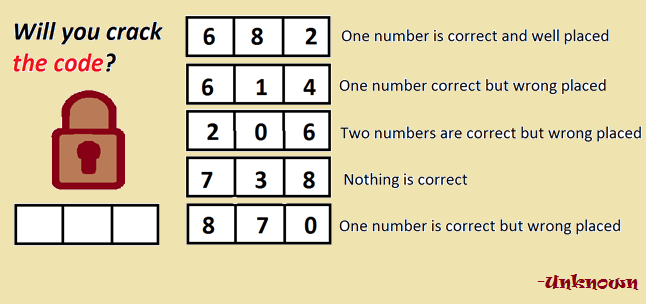 Will you crack
the code?
6 8 2 One number is correct and well placed
6 1 4 One number correct but wrong placed
2 0 6 Two numbers are correct but wrong placed
7 3 8 Nothing is correct
8 7 0 One number is correct but wrong placed
-Unknown